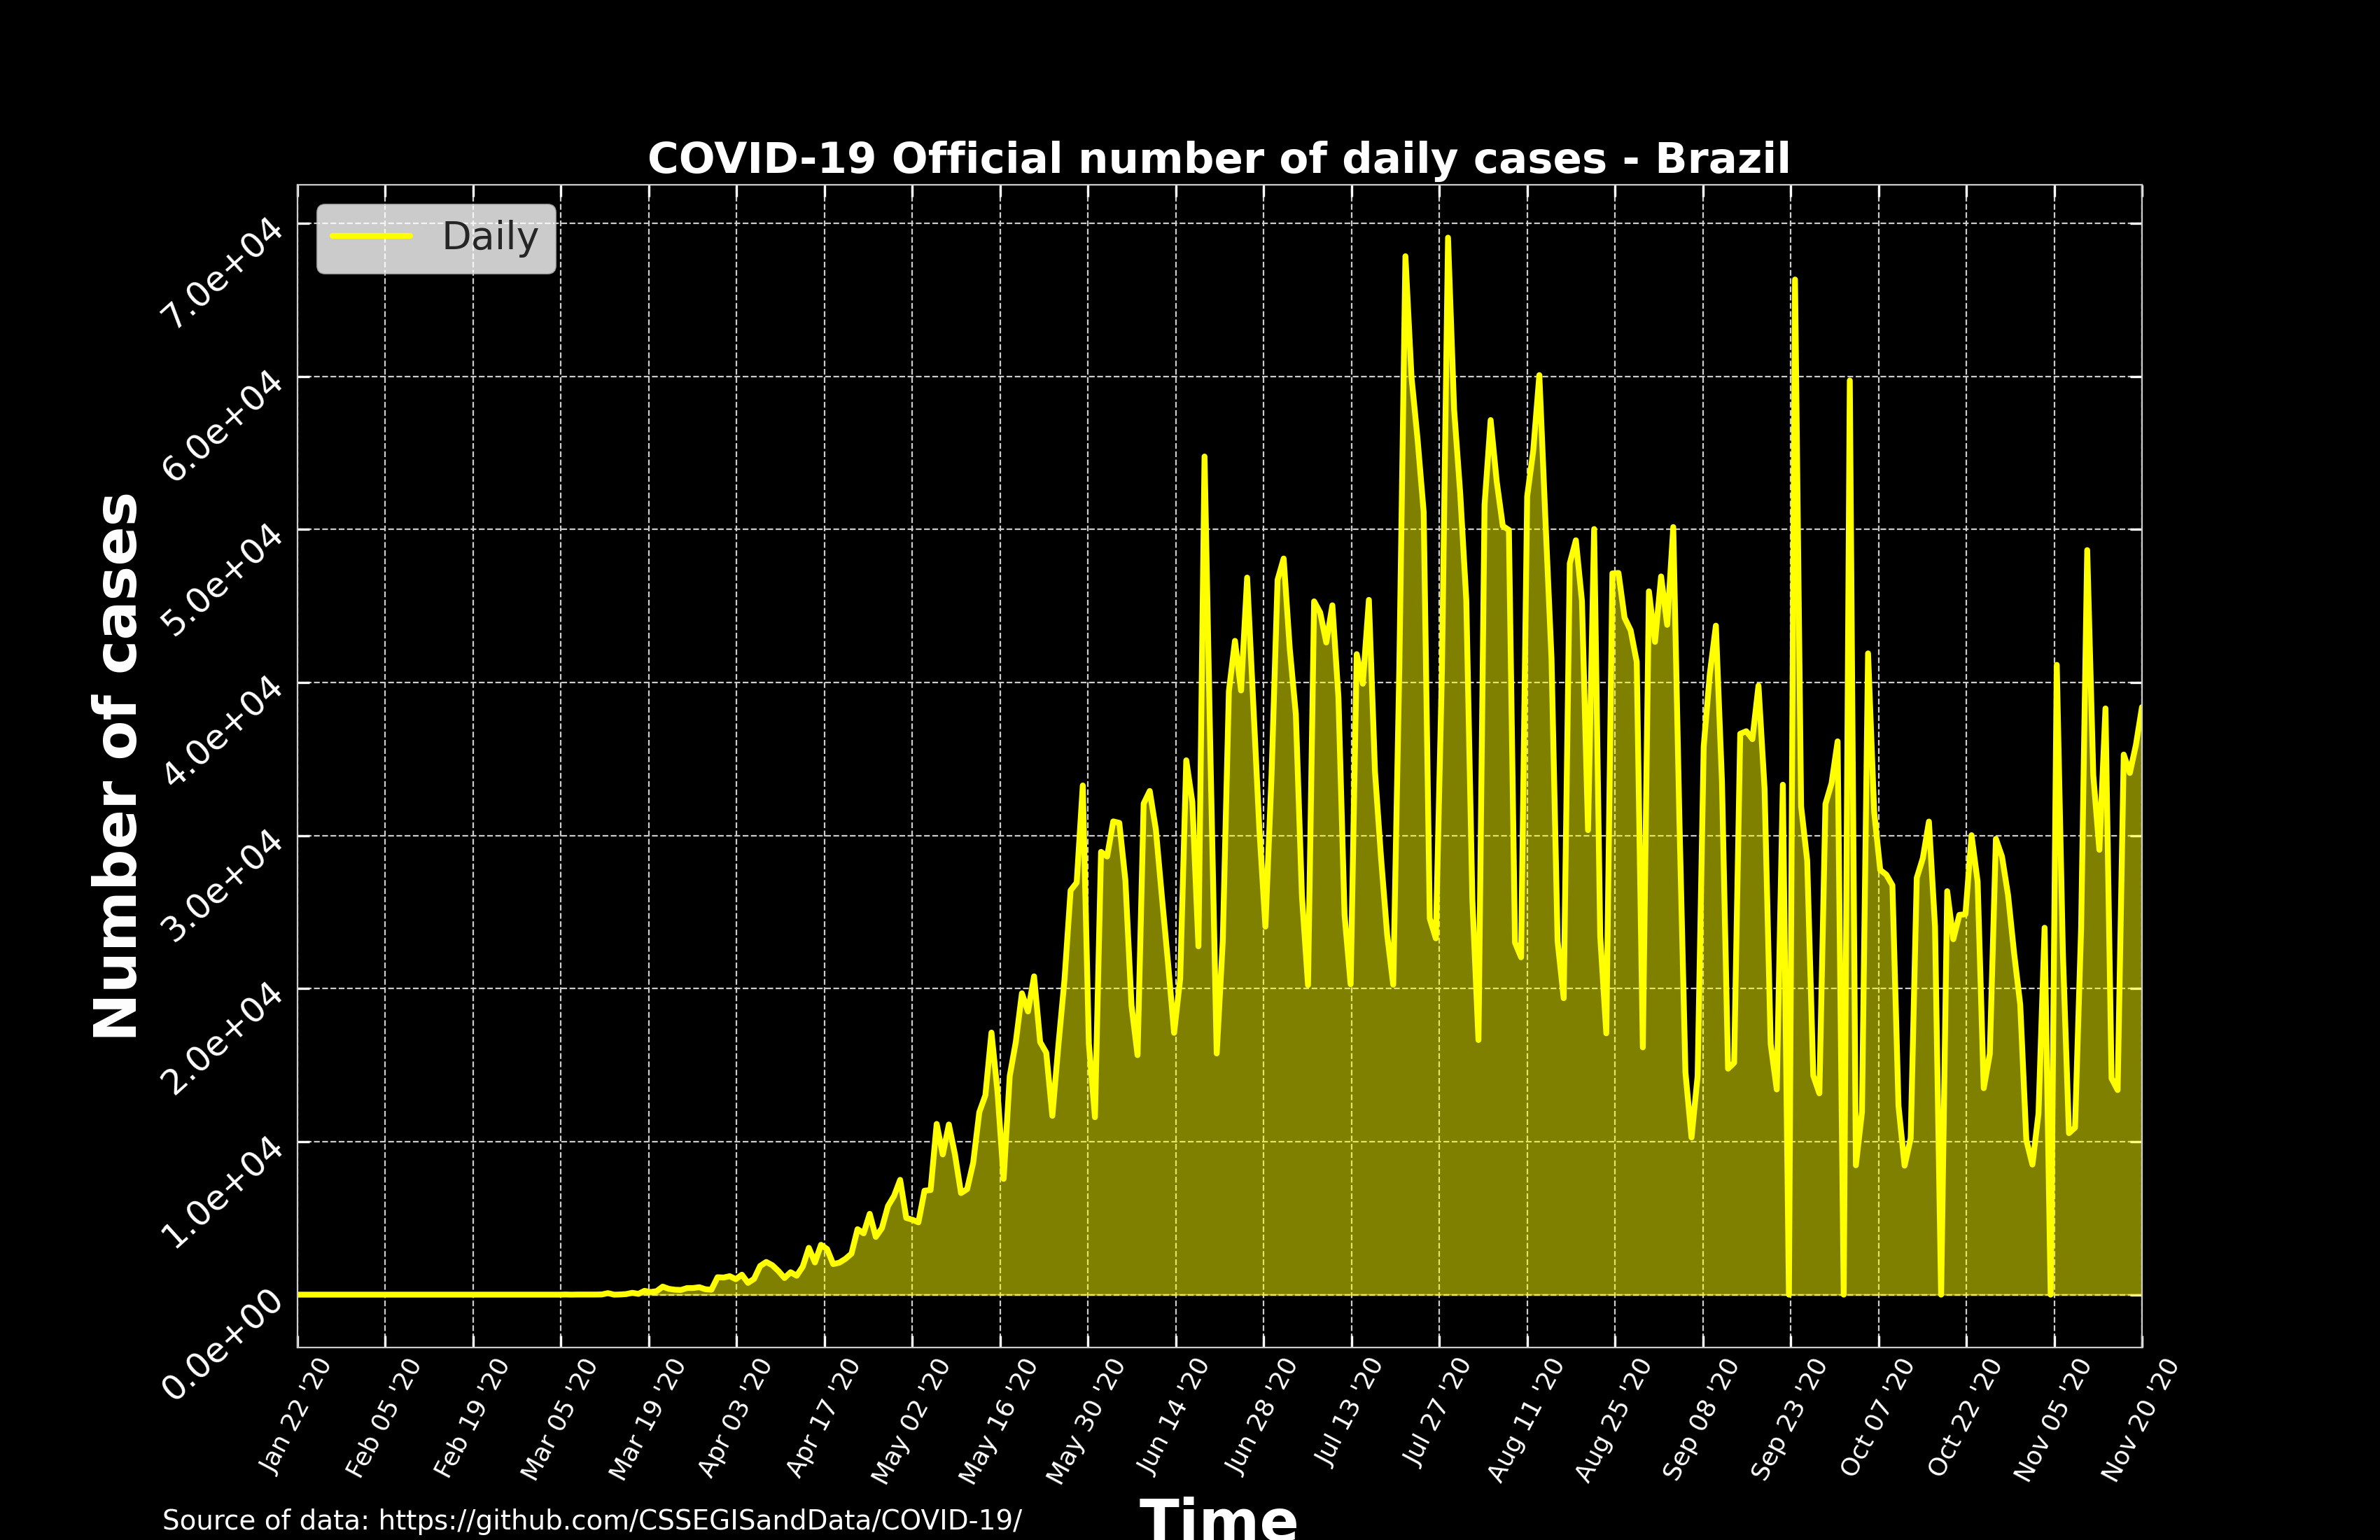 COVID-19 Official number of daily cases - Brazil
Daily
Number of cases
7.0e+04
6.0e+04
5.0e+04
4.0e+04
3.0e+04
2.0e+04
1.0e+04
0.0e+00
Jan 22 '20
Feb 05 '20
Feb 19 '20
Mar 05 '20
Mar 19 '20
Apr 03 '20
Apr 17 '20
May 02 '20
May 16 '20
May 30 '20
Jun 14 '20
Jun 28 '20
Jul 13 '20
Jul 27 '20
Aug 11 '20
Aug 25 '20
Sep 08 '20
Sep 23 '20
Oct 07 '20
Oct 22 '20
Nov 05 '20
Nov 20 '20
Time
Source of data: https://github.com/CSSEGISandData/COVID-19/